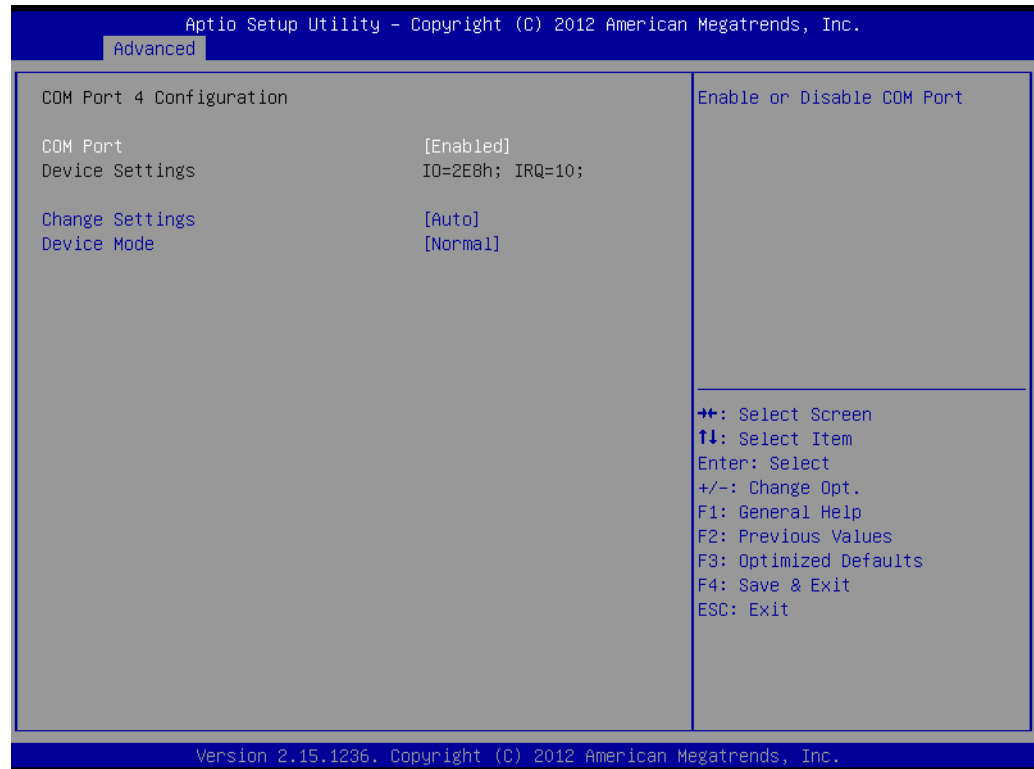 Aptio Setup Utility – Copyright (C) 2012 American Megatrends, Inc.
Advanced
COM Port 4 Configuration
COM Port [Enabled]
Device Settings IO=2E8h; IRQ=10;
Change Settings [Auto]
Device Mode [Normal]
Enable or Disable COM Port
→←: Select Screen
↑↓: Select Item
Enter: Select
+/-: Change Opt.
F1: General Help
F2: Previous Values
F3: Optimized Defaults
F4: Save & Exit
ESC: Exit
Version 2.15.1236. Copyright (C) 2012 American Megatrends, Inc.